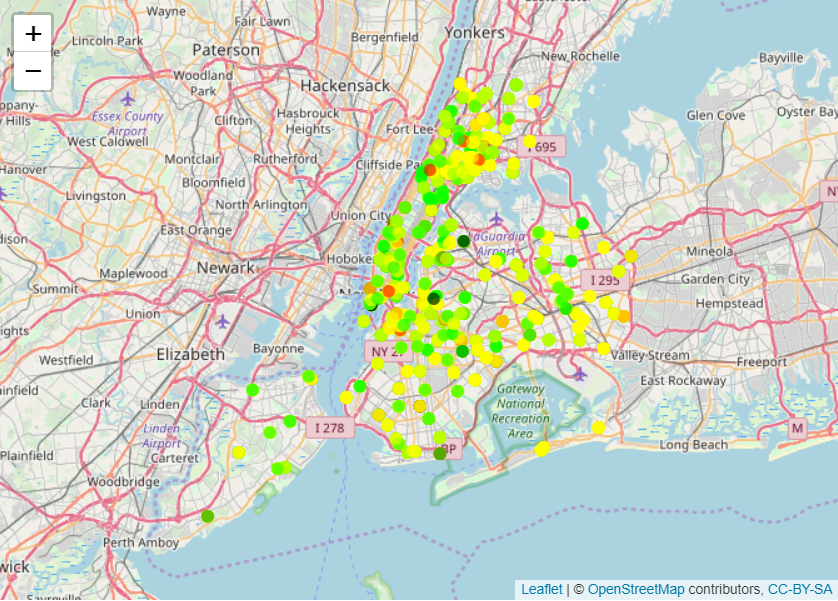 +
−
Wayne
Fair Lawn
Bergenfield
Yonkers
Lincoln Park
Paterson
New Rochelle
Bayville
Woodland
Park
Hackensack
Essex County
Airport
Clifton
Hasbrouck
Heights
Fort Lee
Glen Cove
Oyster Bay
y Hills
West Caldwell
695
Hanover
Montclair
Rutherford
Cliffside Pa
Bloomfield
Livingston
North Arlington
Union City
East Orange
LaGuardia
Airport
Mineola
Newark
Hoboke
I 295
Garden City
Maplewood
Summit
Hempstead
Union
Westfield
Elizabeth
Bayonne
NY 27
Valley Stream
Freeport
East Rockaway
Clark
Linden
Gateway
National
Recreation
Area
Linden
Airport
I 278
M
Long Beach
BP
Plainfield
Carteret
Woodbridge
Perth Amboy
wick
Leaflet | © OpenStreetMap contributors, CC-BY-SA